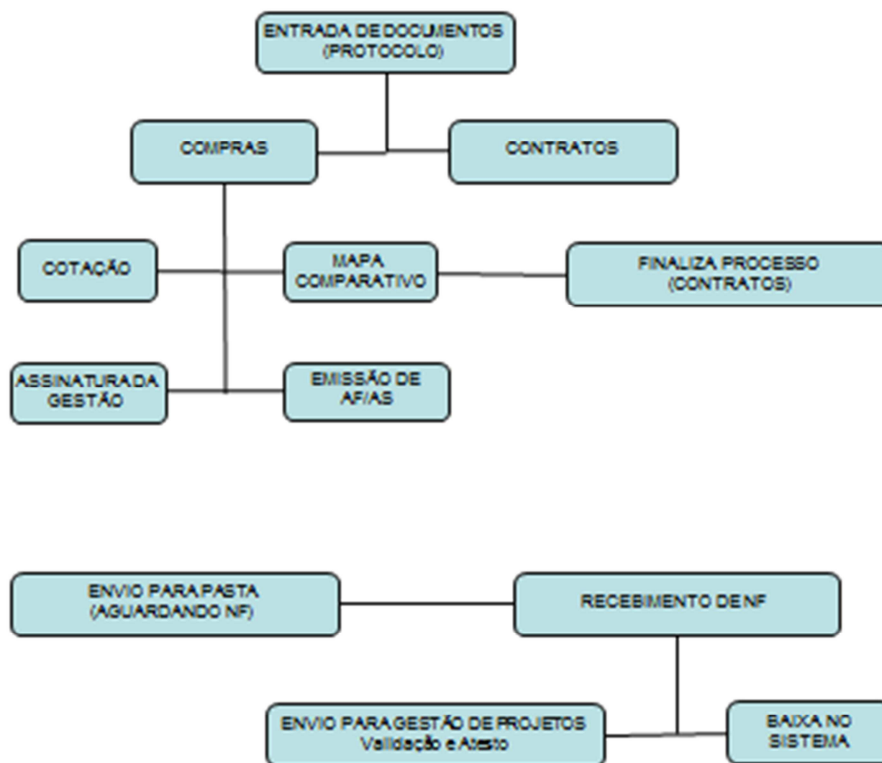 ENTRADA DE DOCUMENTOS
(PROTOCOLO)
COMPRAS
CONTRATOS
COTAÇÃO
MAPA
COMPARATIVO
FINALIZA PROCESSO
(CONTRATOS)
ASSINATURA DA
GESTÃO
EMISSÃO DE
AF/AS
ENVIO PARA PASTA
(AGUARDANDO NF)
RECEBIMENTO DE NF
ENVIO PARA GESTÃO DE PROJETOS
Validação e Atesto
BAIXA NO
SISTEMA